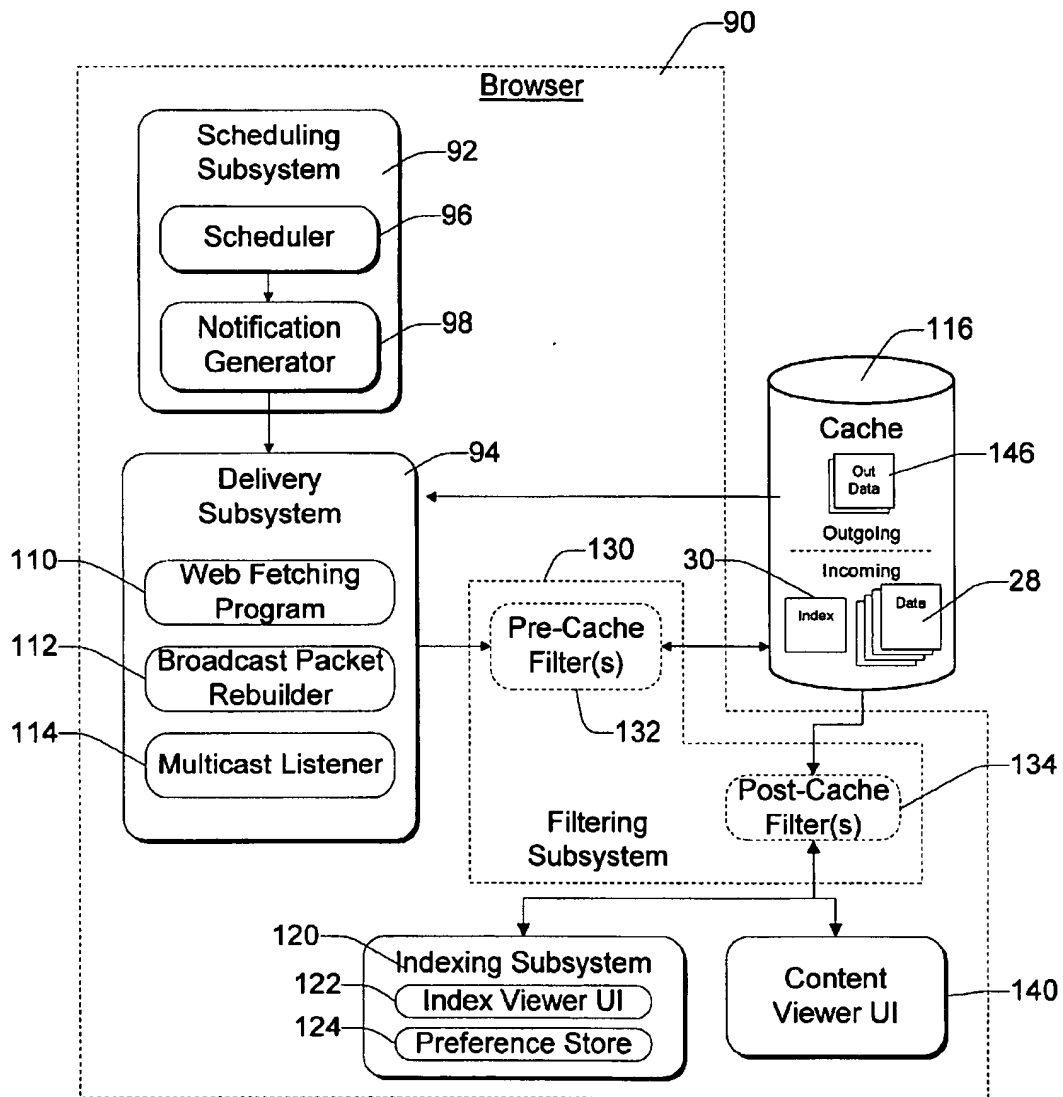 90
Browser
Scheduling
Subsystem
92
Scheduler
96
Notification
Generator
98
116
Cache
Out
Data
146
Outgoing
Incoming
30
Index
Data
28
Delivery
Subsystem
94
110
Web Fetching
Program
112
Broadcast Packet
Rebuilder
114
Multicast Listener
130
Pre-Cache
Filter(s)
132
134
Post-Cache
Filter(s)
Filtering
Subsystem
120
Indexing Subsystem
122
Index Viewer UI
124
Preference Store
Content
Viewer UI
140